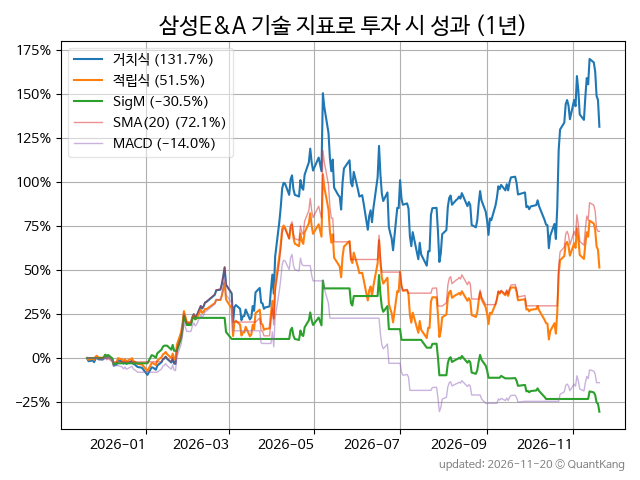 삼성E&A 기술 지표로 투자 시 성과 (1년)
175%
150%
125%
100%
75%
50%
25%
0%
−25%
거치식 (131.7%)
적립식 (51.5%)
SigM (−30.5%)
SMA(20) (72.1%)
MACD (−14.0%)
2026-01
2026-03
2026-05
2026-07
2026-09
2026-11
updated: 2026-11-20 © QuantKang